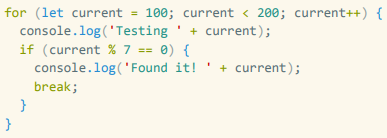 for (let current = 100; current < 200; current++) {
  console.log('Testing ' + current);
  if (current % 7 == 0) {
    console.log('Found it! ' + current);
    break;
  }
}